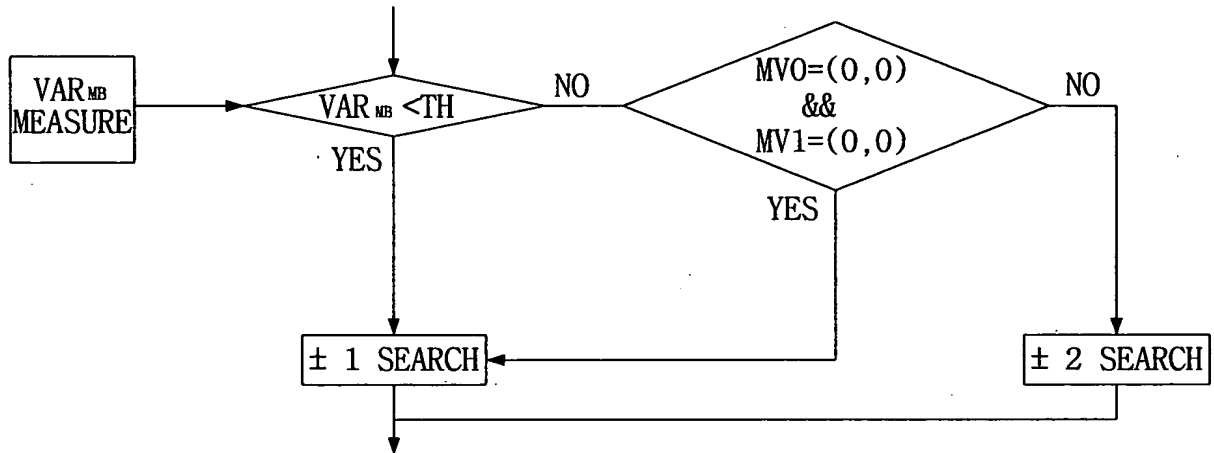 VAR MB
MEASURE
VAR MB <TH
NO
YES
MV0=(0,0)
&&
MV1=(0,0)
NO
YES
± 1 SEARCH
± 2 SEARCH